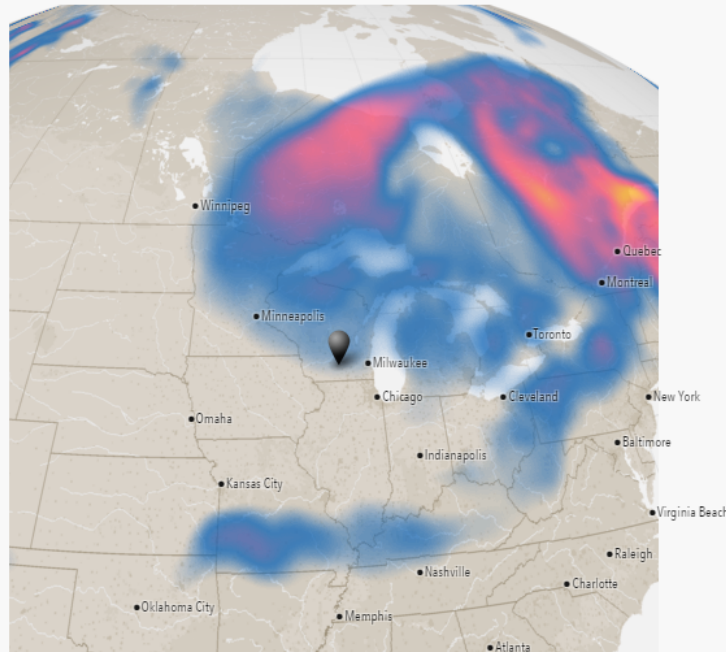 Winnipeg
Quebec
Montreal
Minneapolis
Toronto
Milwaukee
Chicago
Cleveland
New York
Omaha
Baltimore
Indianapolis
Kansas City
Virginia Beach
Raleigh
Nashville
Charlotte
Oklahoma City
Memphis
Atlanta